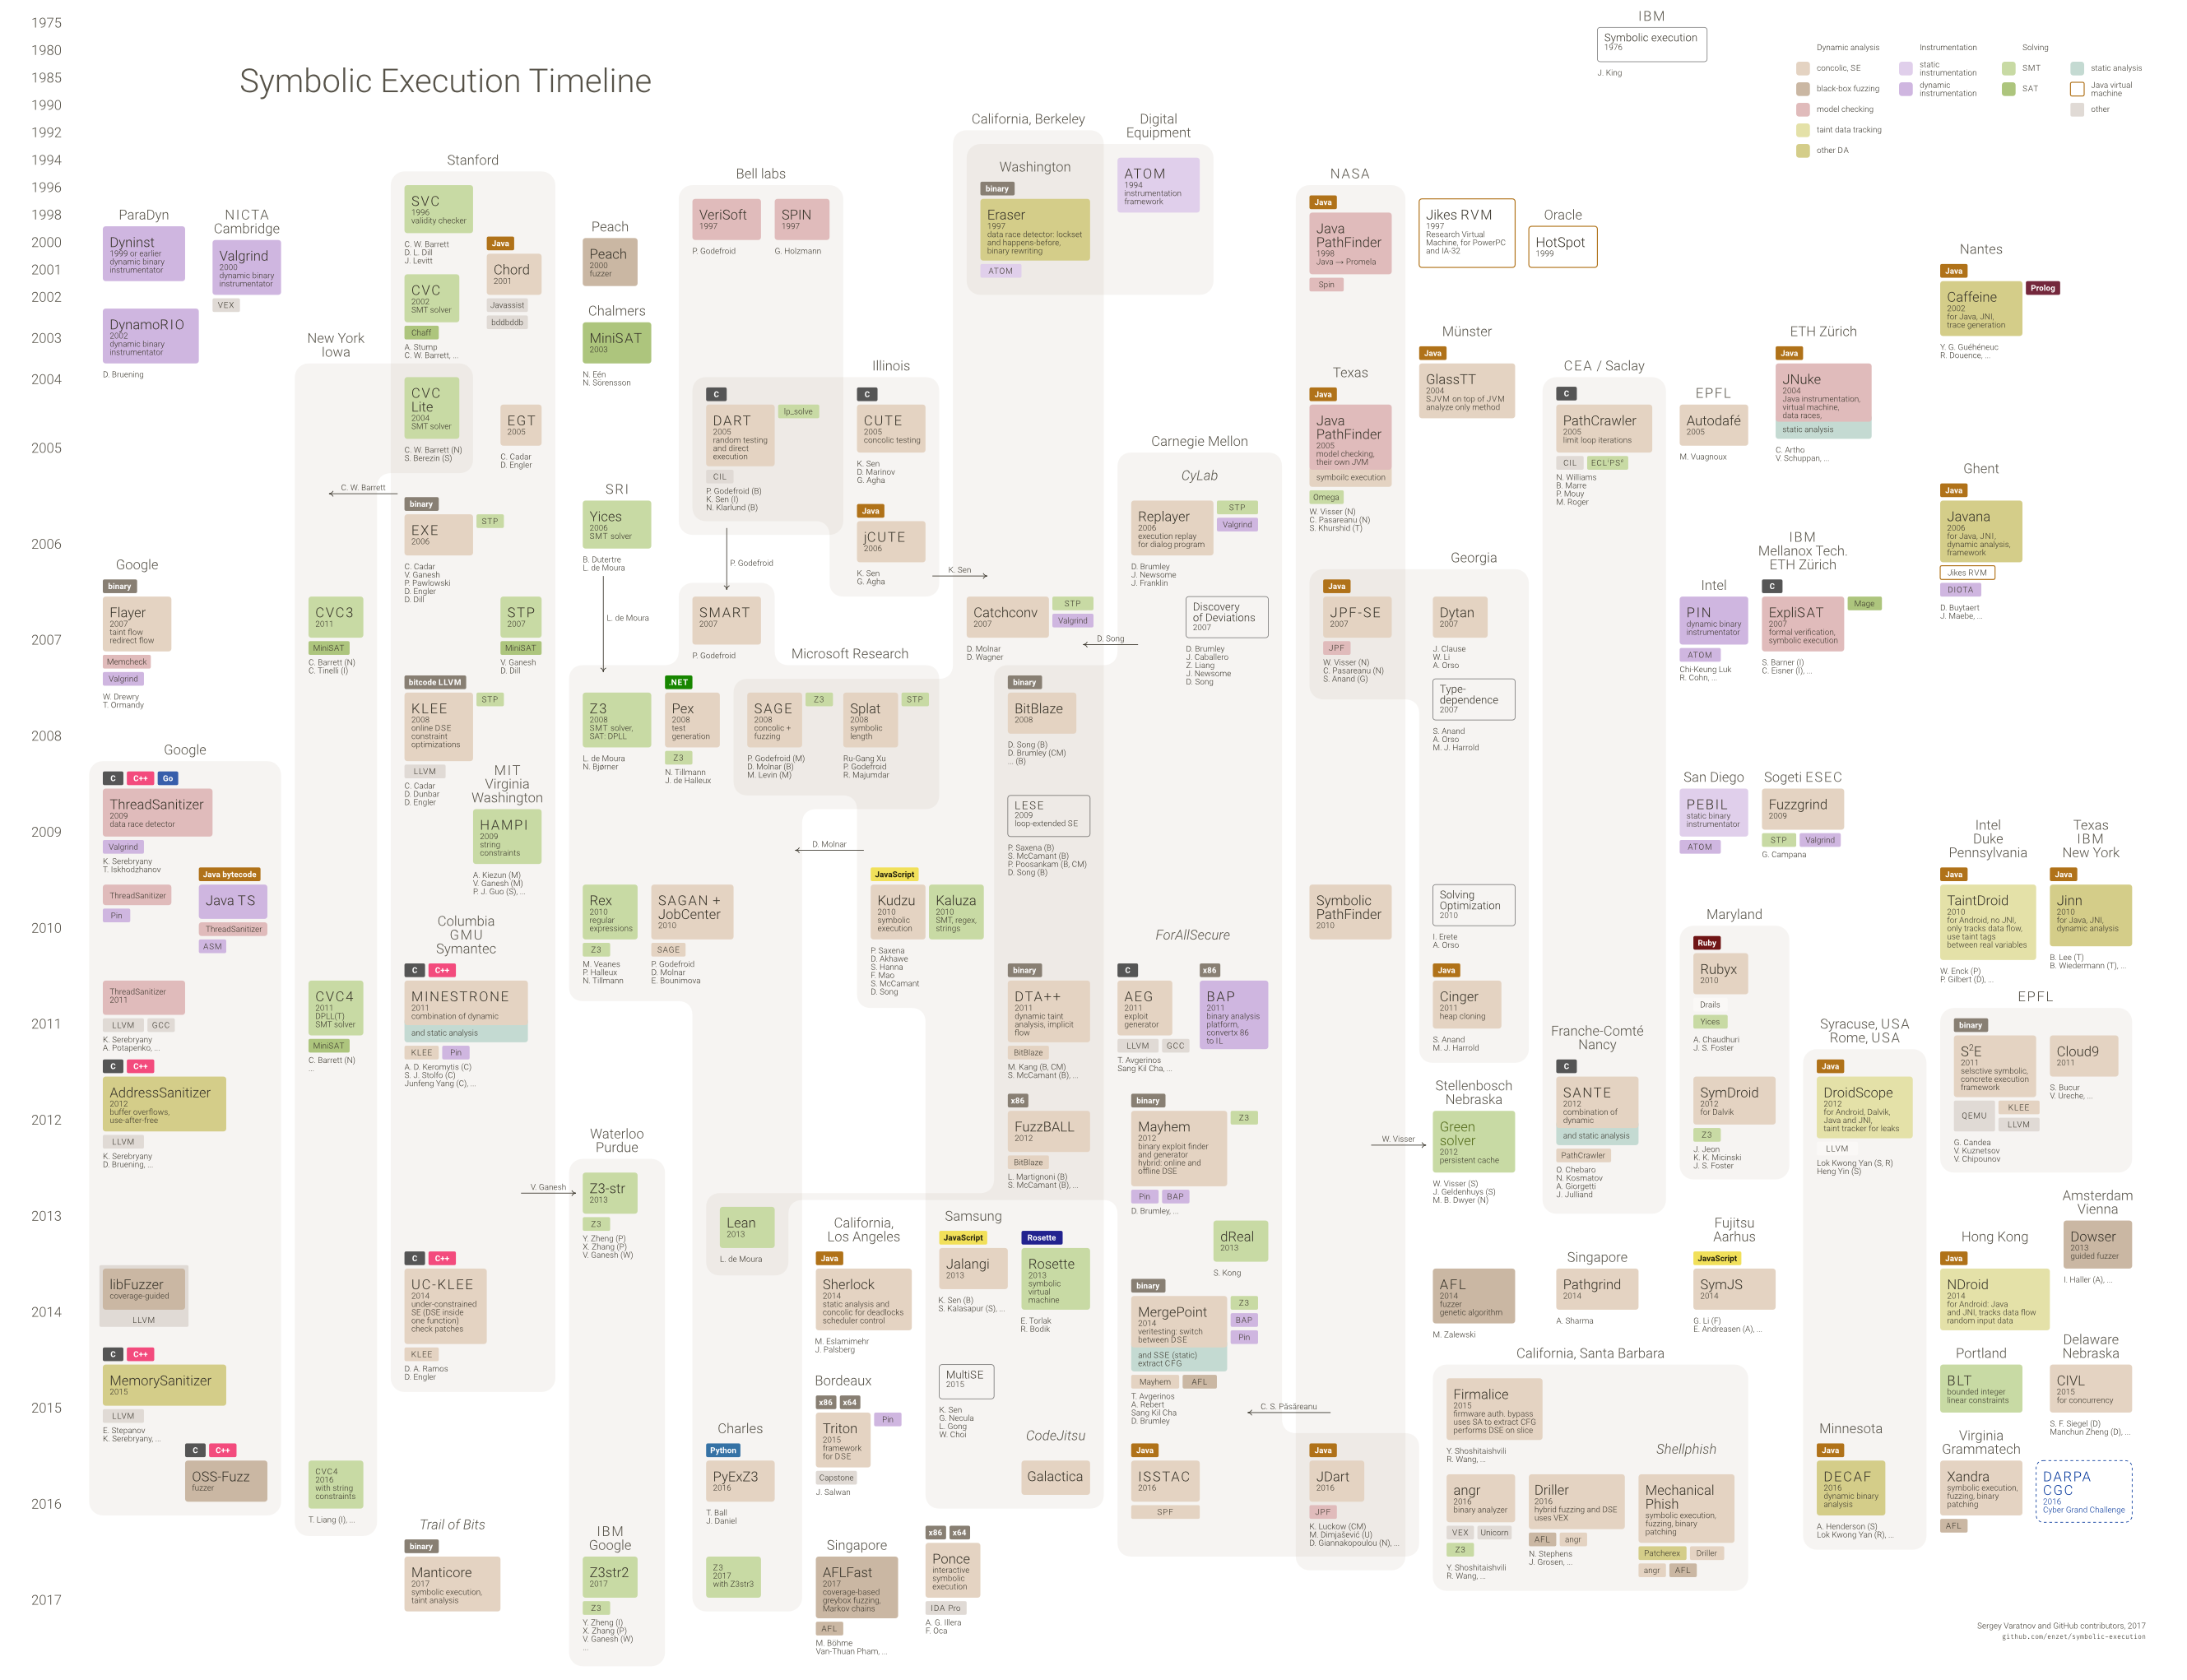 Symbolic Execution Timeline
1975
1980
1985
1990
1992
1994
1996
1998
2000
2001
2002
2003
2004
2005
2006
2007
2008
2009
2010
2011
2012
2013
2014
2015
2016
2017
IBM
Symbolic execution
1976
J. King
Dynamic analysis
concolic, SE
black-box fuzzing
model checking
taint data tracking
other DA
Instrumentation
static
instrumentation
dynamic
instrumentation
Solving
SMT
SAT
static analysis
Java virtual
machine
other
ParaDyn
Dyninst
1999 or earlier
dynamic binary
instrumentator
DynamoRIO
2002
dynamic binary
instrumentator
D. Bruening
NICTA
Cambridge
Valgrind
2000
dynamic binary
instrumentator
VEX
Google
binary
Flayer
2007
taint flow
redirect flow
Memcheck
Valgrind
W. Drewry
T. Ormandy
Google
C
C++
Go
ThreadSanitizer
2009
data race detector
Valgrind
K. Serebryany
T. Iskhodzhanov
ThreadSanitizer
Pin
Java bytecode
Java TS
ThreadSanitizer
ASM
ThreadSanitizer
2011
LLVM
GCC
K. Serebryany
A. Potapenko, ...
C
C++
AddressSanitizer
2012
buffer overflows,
use-after-free
LLVM
K. Serebryany
D. Bruening, ...
libFuzzer
coverage-guided
LLVM
C
C++
MemorySanitizer
2015
LLVM
E. Stepanov
K. Serebryany, ...
C
C++
OSS-Fuzz
fuzzer
New York
Iowa
C. W. Barrett
CVC3
2011
MiniSAT
C. Barrett (N)
C. Tinelli (I)
CVC4
2011
DPLL(T)
SMT solver
MiniSAT
C. Barrett (N)
...
CVC4
2016
with string
constraints
T. Liang (I), ...
Stanford
SVC
1996
validity checker
C. W. Barrett
D. L. Dill
J. Levitt
CVC
2002
SMT solver
Chaff
A. Stump
C. W. Barrett, ...
Java
Chord
2001
Javassist
bddbddb
CVC
Lite
2004
SMT solver
C. W. Barrett (N)
S. Berezin (S)
EGT
2005
C. Cadar
D. Engler
binary
EXE
2006
STP
C. Cadar
V. Ganesh
P. Pawlowski
D. Engler
D. Dill
STP
2007
MiniSAT
V. Ganesh
D. Dill
bitcode LLVM
KLEE
2008
online DSE
constraint
optimizations
STP
LLVM
C. Cadar
D. Dunbar
D. Engler
MIT
Virginia
Washington
HAMPI
2009
string
constraints
A. Kiezun (M)
V. Ganesh (M)
P. J. Guo (S), ...
Columbia
GMU
Symantec
C
C++
MINESTRONE
2011
combination of dynamic
and static analysis
KLEE
Pin
A. D. Keromytis (C)
S. J. Stolfo (C)
Junfeng Yang (C), ...
C
C++
UC-KLEE
2014
under-constrained
SE (DSE inside
one function)
check patches
KLEE
D. A. Ramos
D. Engler
Trail of Bits
binary
Manticore
2017
symbolic execution,
taint analysis
Peach
Peach
2000
fuzzer
Chalmers
MiniSAT
2003
N. Eén
N. Sörensson
SRI
Yices
2006
SMT solver
B. Dutertre
L. de Moura
L. de Moura
Bell labs
VeriSoft
1997
P. Godefroid
SPIN
1997
G. Holzmann
C
DART
2005
random testing
and direct
execution
lp_solve
CIL
P. Godefroid (B)
K. Sen (I)
N. Klarlund (B)
P. Godefroid
SMART
2007
P. Godefroid
Illinois
C
CUTE
2005
concolic testing
K. Sen
D. Marinov
G. Agha
Java
jCUTE
2006
K. Sen
G. Agha
K. Sen
Microsoft Research
Z3
2008
SMT solver,
SAT: DPLL
L. de Moura
N. Bjørner
.NET
Pex
2008
test
generation
Z3
N. Tillmann
J. de Halleux
SAGE
2008
concolic +
fuzzing
Z3
P. Godefroid (M)
D. Molnar (B)
M. Levin (M)
Splat
2008
symbolic
length
STP
Ru-Gang Xu
P. Godefroid
R. Majumdar
D. Molnar
Rex
2010
regular
expressions
Z3
M. Veanes
P. Halleux
N. Tillmann
SAGAN +
JobCenter
2010
SAGE
P. Godefroid
D. Molnar
E. Bounimova
JavaScript
Kudzu
2010
symbolic
execution
P. Saxena
D. Akhawe
S. Hanna
F. Mao
S. McCamant
D. Song
Kaluza
2010
SMT, regex,
strings
Waterloo
Purdue
V. Ganesh
Z3-str
2013
Z3
Y. Zheng (P)
X. Zhang (P)
V. Ganesh (W)
IBM
Google
Z3str2
2017
Z3
Y. Zheng (I)
X. Zhang (P)
V. Ganesh (W)
...
Lean
2013
L. de Moura
Charles
Python
PyExZ3
2016
T. Ball
J. Daniel
Z3
2017
with Z3str3
California,
Los Angeles
Java
Sherlock
2014
static analysis and
concolic for deadlocks
scheduler control
M. Eslamimehr
J. Palsberg
Bordeaux
x86
x64
Triton
2015
framework
for DSE
Pin
Capstone
J. Salwan
Singapore
AFLFast
2017
coverage-based
greybox fuzzing,
Markov chains
AFL
M. Böhme
Van-Thuan Pham, ...
California, Berkeley
Washington
binary
Eraser
1997
data race detector: lockset
and happens-before,
binary rewriting
ATOM
Digital
Equipment
ATOM
1994
instrumentation
framework
Catchconv
2007
STP
Valgrind
D. Molnar
D. Wagner
D. Song
binary
BitBlaze
2008
D. Song (B)
D. Brumley (CM)
... (B)
LESE
2009
loop-extended SE
P. Saxena (B)
S. McCamant (B)
P. Poosankam (B, CM)
D. Song (B)
binary
DTA++
2011
dynamic taint
analysis, implicit
flow
BitBlaze
M. Kang (B, CM)
S. McCamant (B), ...
x86
FuzzBALL
2012
BitBlaze
L. Martignoni (B)
S. McCamant (B), ...
Samsung
JavaScript
Jalangi
2013
K. Sen (B)
S. Kalasapur (S), ...
Rosette
Rosette
2013
symbolic
virtual
machine
E. Torlak
R. Bodik
MultiSE
2015
K. Sen
G. Necula
L. Gong
W. Choi
CodeJitsu
Galactica
x86
x64
Ponce
interactive
symbolic
execution
IDA Pro
A. G. Illera
F. Oca
Carnegie Mellon
CyLab
Replayer
2006
execution replay
for dialog program
STP
Valgrind
D. Brumley
J. Newsome
J. Franklin
Discovery
of Deviations
2007
D. Brumley
J. Caballero
Z. Liang
J. Newsome
D. Song
ForAllSecure
C
AEG
2011
exploit
generator
LLVM
GCC
T. Avgerinos
Sang Kil Cha, ...
x86
BAP
2011
binary analysis
platform,
convertx 86
to IL
binary
Mayhem
2012
binary exploit finder
and generator
hybrid: online and
offline DSE
Z3
Pin
BAP
D. Brumley, ...
dReal
2013
S. Kong
binary
MergePoint
2014
veritesting: switch
between DSE
and SSE (static)
extract CFG
Z3
BAP
Pin
Mayhem
AFL
T. Avgerinos
A. Rebert
Sang Kil Cha
D. Brumley
C. S. Păsăreanu
Java
ISSTAC
2016
SPF
NASA
Java
Java
PathFinder
1998
Java → Promela
Spin
Texas
Java
Java
PathFinder
2005
model checking,
their own JVM
symboilc execution
Omega
W. Visser (N)
C. Pasareanu (N)
S. Khurshid (T)
Java
JPF-SE
2007
JPF
W. Visser (N)
C. Pasareanu (N)
S. Anand (G)
Symbolic
PathFinder
2010
W. Visser
Java
JDart
2016
JPF
K. Luckow (CM)
M. Dimjašević (U)
D. Giannakopoulou (N), ...
Jikes RVM
1997
Research Virtual
Machine, for PowerPC
and IA-32
Oracle
HotSpot
1999
Münster
Java
GlassTT
2004
SJVM on top of JVM
analyze only method
Georgia
Dytan
2007
J. Clause
W. Li
A. Orso
Type-
dependence
2007
S. Anand
A. Orso
M. J. Harrold
Solving
Optimization
2010
I. Erete
A. Orso
Java
Cinger
2011
heap cloning
S. Anand
M. J. Harrold
Stellenbosch
Nebraska
Green
solver
2012
persistent cache
W. Visser (S)
J. Geldenhuys (S)
M. B. Dwyer (N)
AFL
2014
fuzzer
genetic algorithm
M. Zalewski
CEA / Saclay
C
PathCrawler
2005
limit loop iterations
CIL
ECLⁱPSᵉ
N. Williams
B. Marre
P. Mouy
M. Roger
Franche-Comté
Nancy
C
SANTE
2012
combination of
dynamic
and static analysis
PathCrawler
O. Chebaro
N. Kosmatov
A. Giorgetti
J. Julliand
Singapore
Pathgrind
2014
A. Sharma
EPFL
Autodafé
2005
M. Vuagnoux
ETH Zürich
Java
JNuke
2004
Java instrumentation,
virtual machine,
data races,
static analysis
C. Artho
V. Schuppan, ...
Intel
PIN
dynamic binary
instrumentator
ATOM
Chi-Keung Luk
R. Cohn, ...
IBM
Mellanox Tech.
ETH Zürich
C
ExpliSAT
2007
formal verification,
symbolic execution
Mage
S. Barner (I)
C. Eisner (I), ...
San Diego
PEBIL
static binary
instrumentator
ATOM
Sogeti ESEC
Fuzzgrind
2009
STP
Valgrind
G. Campana
Maryland
Ruby
Rubyx
2010
Drails
Yices
A. Chaudhuri
J. S. Foster
SymDroid
2012
for Dalvik
Z3
J. Jeon
K. K. Micinski
J. S. Foster
Fujitsu
Aarhus
JavaScript
SymJS
2014
G. Li (F)
E. Andreasen (A), ...
California, Santa Barbara
Firmalice
2015
firmware auth. bypass
uses SA to extract CFG
performs DSE on slice
Y. Shoshitaishvili
R. Wang, ...
angr
2016
binary analyzer
VEX
Unicorn
Z3
Y. Shoshitaishvili
R. Wang, ...
Driller
2016
hybrid fuzzing and DSE
uses VEX
AFL
angr
N. Stephens
J. Grosen, ...
Shellphish
Mechanical
Phish
symbolic execution,
fuzzing, binary
patching
Patcherex
Driller
angr
AFL
Nantes
Java
Caffeine
2002
for Java, JNI,
trace generation
Prolog
Y. G. Guéhéneuc
R. Douence, ...
Ghent
Java
Javana
2006
for Java, JNI,
dynamic analysis,
framework
Jikes RVM
DIOTA
D. Buytaert
J. Maebe, ...
Intel
Duke
Pennsylvania
Java
TaintDroid
2010
for Android, no JNI,
only tracks data flow,
use taint tags
between real variables
W. Enck (P)
P. Gilbert (D), ...
Texas
IBM
New York
Java
Jinn
2010
for Java, JNI,
dynamic analysis
B. Lee (T)
B. Wiedermann (T), ...
Syracuse, USA
Rome, USA
Java
DroidScope
2012
for Android, Dalvik,
Java and JNI,
taint tracker for leaks
LLVM
Lok Kwong Yan (S, R)
Heng Yin (S)
Minnesota
Java
DECAF
2016
dynamic binary
analysis
A. Henderson (S)
Lok Kwong Yan (R), ...
EPFL
binary
S²E
2011
selsctive symbolic,
concrete execution
framework
QEMU
KLEE
LLVM
G. Candea
V. Kuznetsov
V. Chipounov
Cloud9
2011
S. Bucur
V. Ureche, ...
Amsterdam
Vienna
Dowser
2013
guided fuzzer
I. Haller (A), ...
Hong Kong
Java
NDroid
2014
for Android: Java
and JNI, tracks data flow
random input data
Portland
BLT
bounded integer
linear constraints
Delaware
Nebraska
CIVL
2015
for concurrency
S. F. Siegel (D)
Manchun Zheng (D), ...
Virginia
Grammatech
Xandra
symbolic execution,
fuzzing, binary
patching
AFL
DARPA
CGC
2016
Cyber Grand Challenge
Sergey Varatnov and GitHub contributors, 2017
github.com/enzet/symbolic-execution